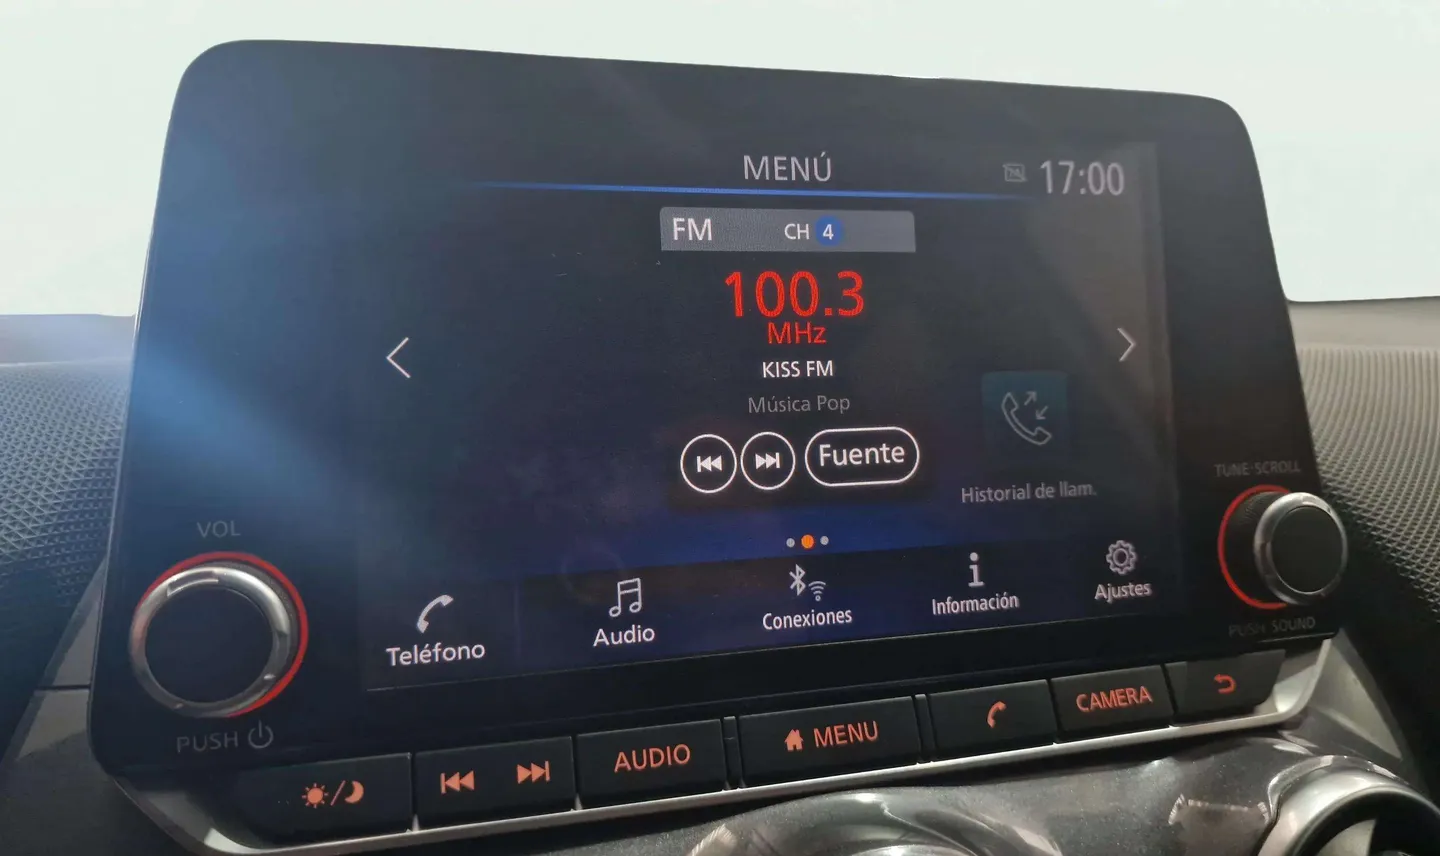 MENÚ
17:00
FM CH 4
100.3
MHz
KISS FM
Música Pop
Fuente
Historial de llam.
TUNE·SCROLL
VOL
Teléfono
Audio
Conexiones
Información
Ajustes
PUSH SOUND
PUSH
AUDIO
MENU
CAMERA